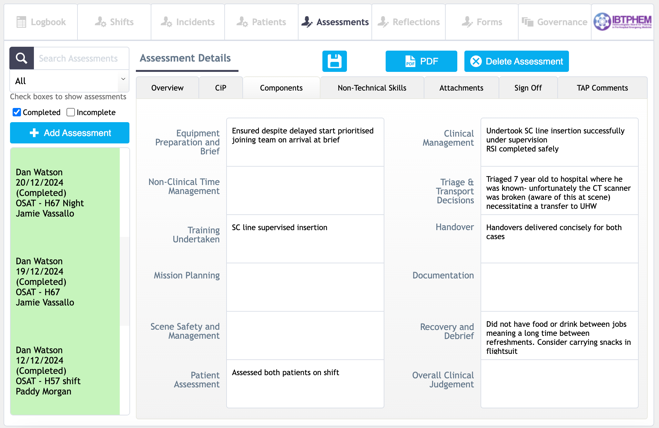 Logbook
Shifts
Incidents
Patients
Assessments
Reflections
Forms
Governance
IBTPHEM
Search Assessments
All
Check boxes to show assessments
Completed
Incomplete
Add Assessment
Dan Watson
20/12/2024
(Completed)
OSAT - H67 Night
Jamie Vassallo
Dan Watson
19/12/2024
(Completed)
OSAT - H67
Jamie Vassallo
Dan Watson
12/12/2024
(Completed)
OSAT - H57 shift
Paddy Morgan
Assessment Details
PDF
Delete Assessment
Overview
CiP
Components
Non-Technical Skills
Attachments
Sign Off
TAP Comments
Equipment
Preparation and
Brief
Ensured despite delayed start prioritised
joining team on arrival at brief
Clinical
Management
Undertook SC line insertion successfully
under supervision
RSI completed safely
Non-Clinical Time
Management
Triage &
Transport
Decisions
Triaged 7 year old to hospital where he
was known- unfortunately the CT scanner
was broken (aware of this at scene)
necessitating a transfer to UHW
Training
Undertaken
SC line supervised insertion
Handover
Handovers delivered concisely for both
cases
Mission Planning
Documentation
Scene Safety and
Management
Recovery and
Debrief
Did not have food or drink between jobs
meaning a long time between
refreshments. Consider carrying snacks in
flightsuit
Patient
Assessment
Assessed both patients on shift
Overall Clinical
Judgement